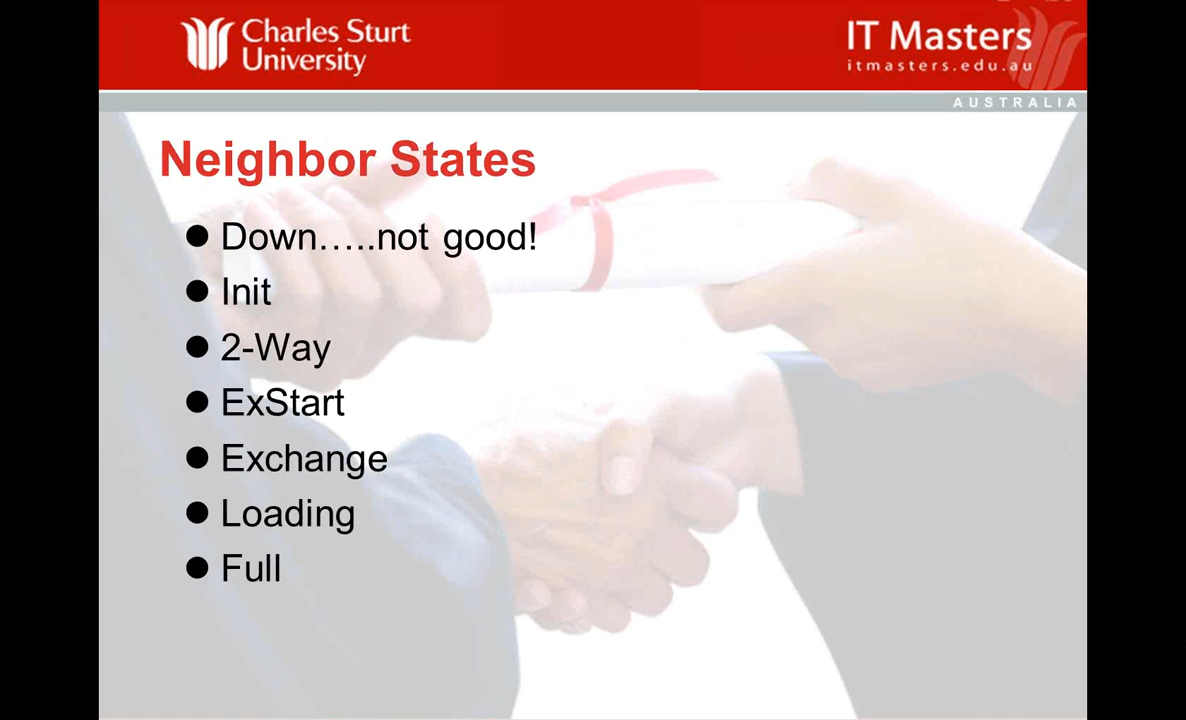 Charles Sturt
University
IT Masters
itmasters.edu.au
AUSTRALIA
Neighbor States
● Down…..not good!
● Init
● 2-Way
● ExStart
● Exchange
● Loading
● Full